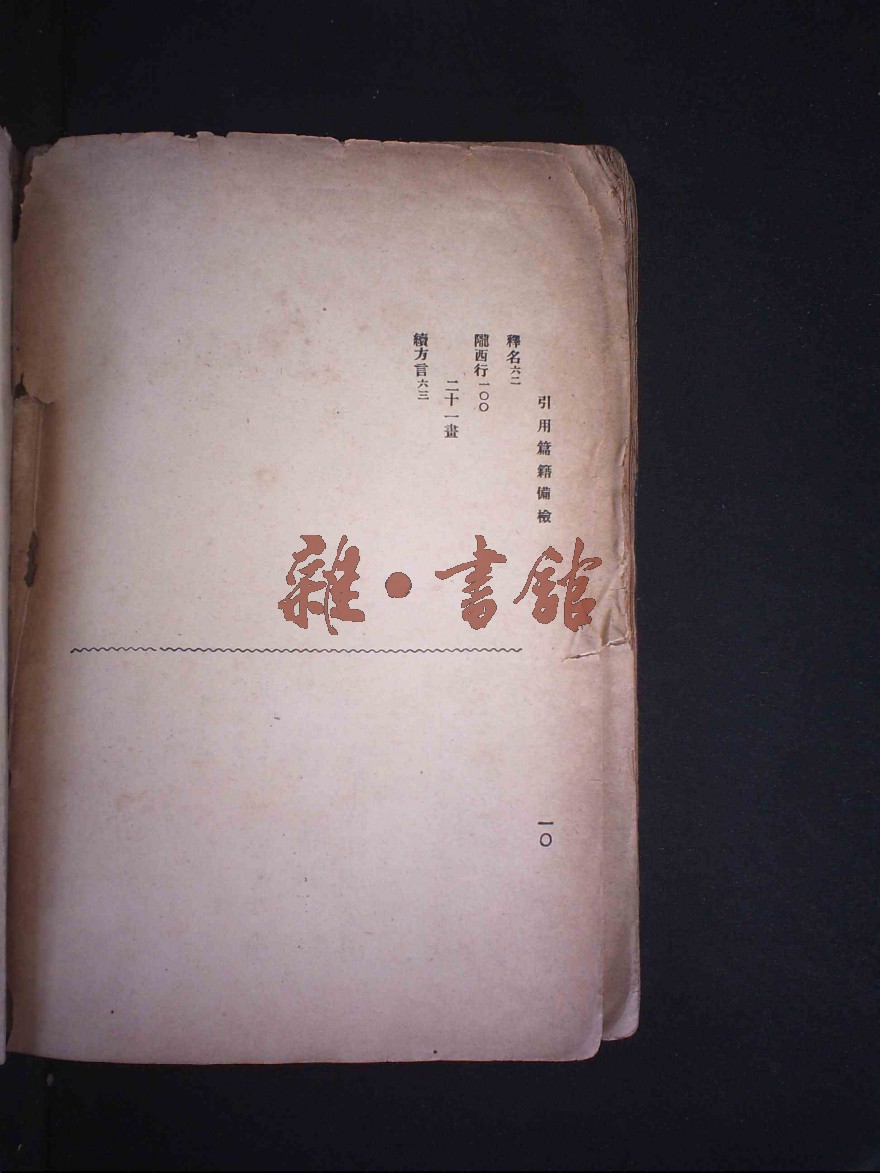 引用篇籍備檢
一〇
釋名六二
隴西行一〇〇
二十一畫
續方言六三
雜·書館